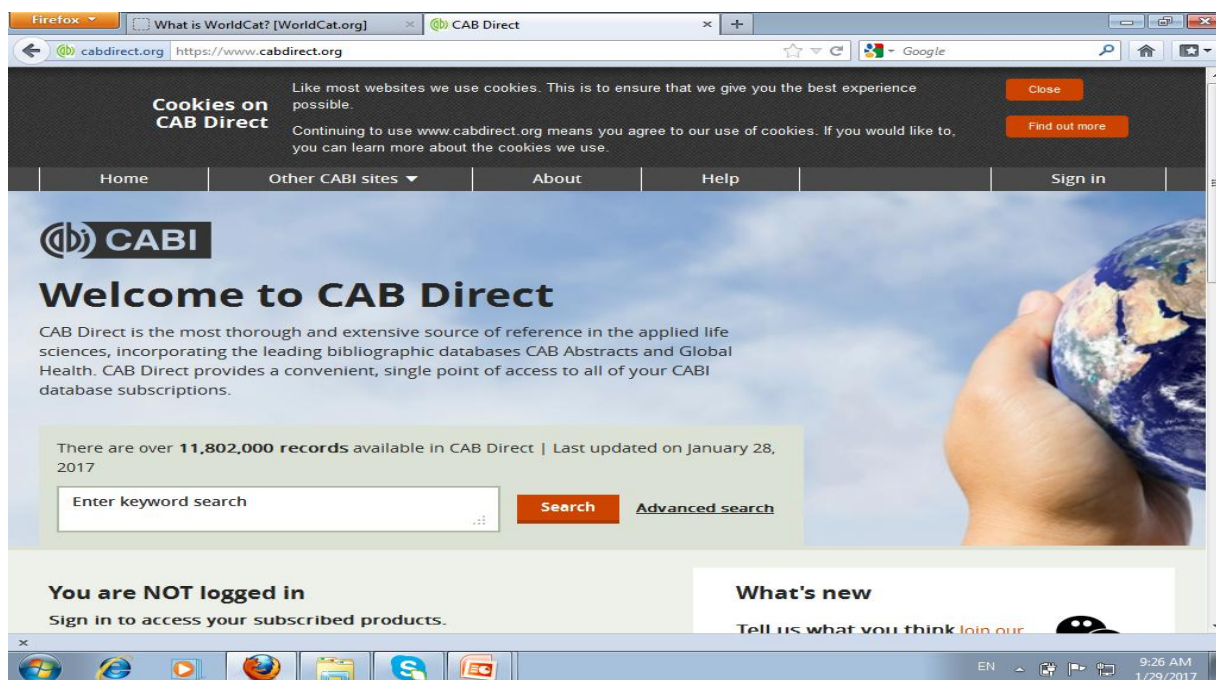 Firefox
What is WorldCat? [WorldCat.org]
CAB Direct
cabdirect.org https://www.cabdirect.org
Google
Cookies on
CAB Direct
Like most websites we use cookies. This is to ensure that we give you the best experience
possible.
Continuing to use www.cabdirect.org means you agree to our use of cookies. If you would like to,
you can learn more about the cookies we use.
Close
Find out more
Home
Other CABI sites
About
Help
Sign in
CABI
Welcome to CAB Direct
CAB Direct is the most thorough and extensive source of reference in the applied life
sciences, incorporating the leading bibliographic databases CAB Abstracts and Global
Health. CAB Direct provides a convenient, single point of access to all of your CABI
database subscriptions.
There are over 11,802,000 records available in CAB Direct | Last updated on January 28,
2017
Enter keyword search
Search
Advanced search
You are NOT logged in
Sign in to access your subscribed products.
What's new
Tell us what you think Join our
EN
9:26 AM
1/29/2017